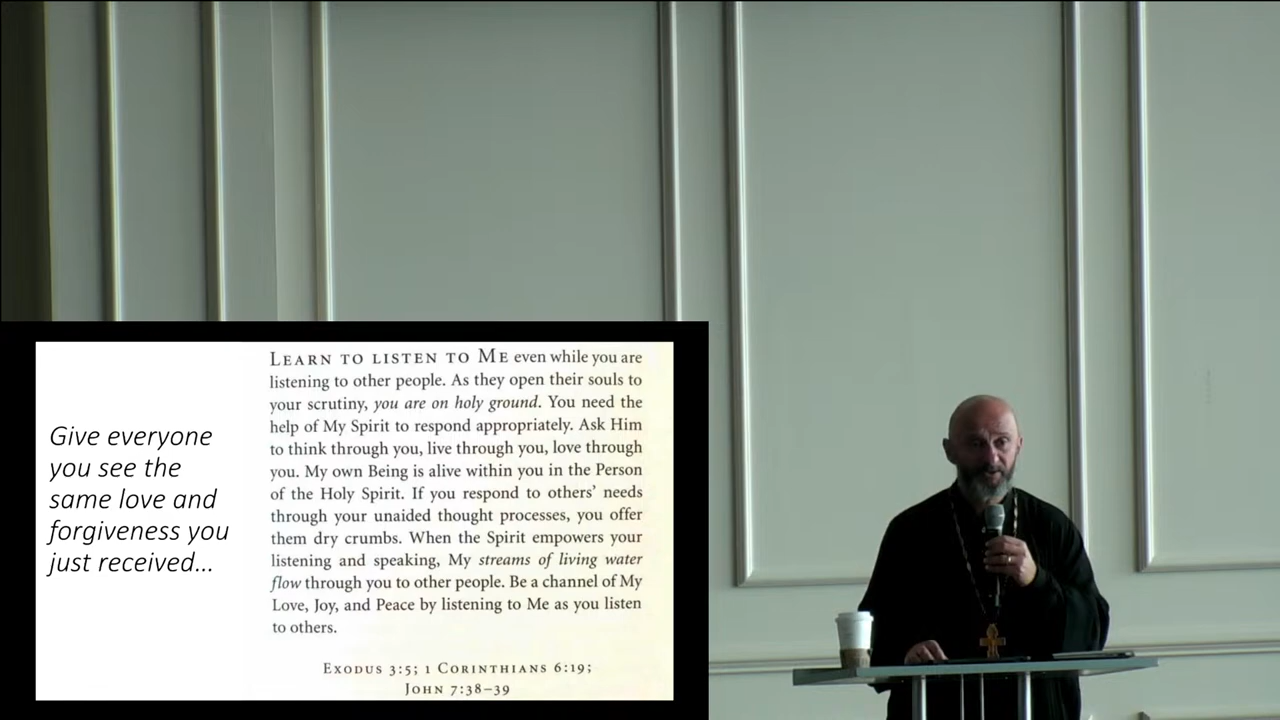 Give everyone
you see the
same love and
forgiveness you
just received...
LEARN TO LISTEN TO ME even while you are
listening to other people. As they open their souls to
your scrutiny, you are on holy ground. You need the
help of My Spirit to respond appropriately. Ask Him
to think through you, live through you, love through
you. My own Being is alive within you in the Person
of the Holy Spirit. If you respond to others’ needs
through your unaided thought processes, you offer
them dry crumbs. When the Spirit empowers your
listening and speaking, My streams of living water
flow through you to other people. Be a channel of My
Love, Joy, and Peace by listening to Me as you listen
to others.
EXODUS 3:5; 1 CORINTHIANS 6:19;
JOHN 7:38–39